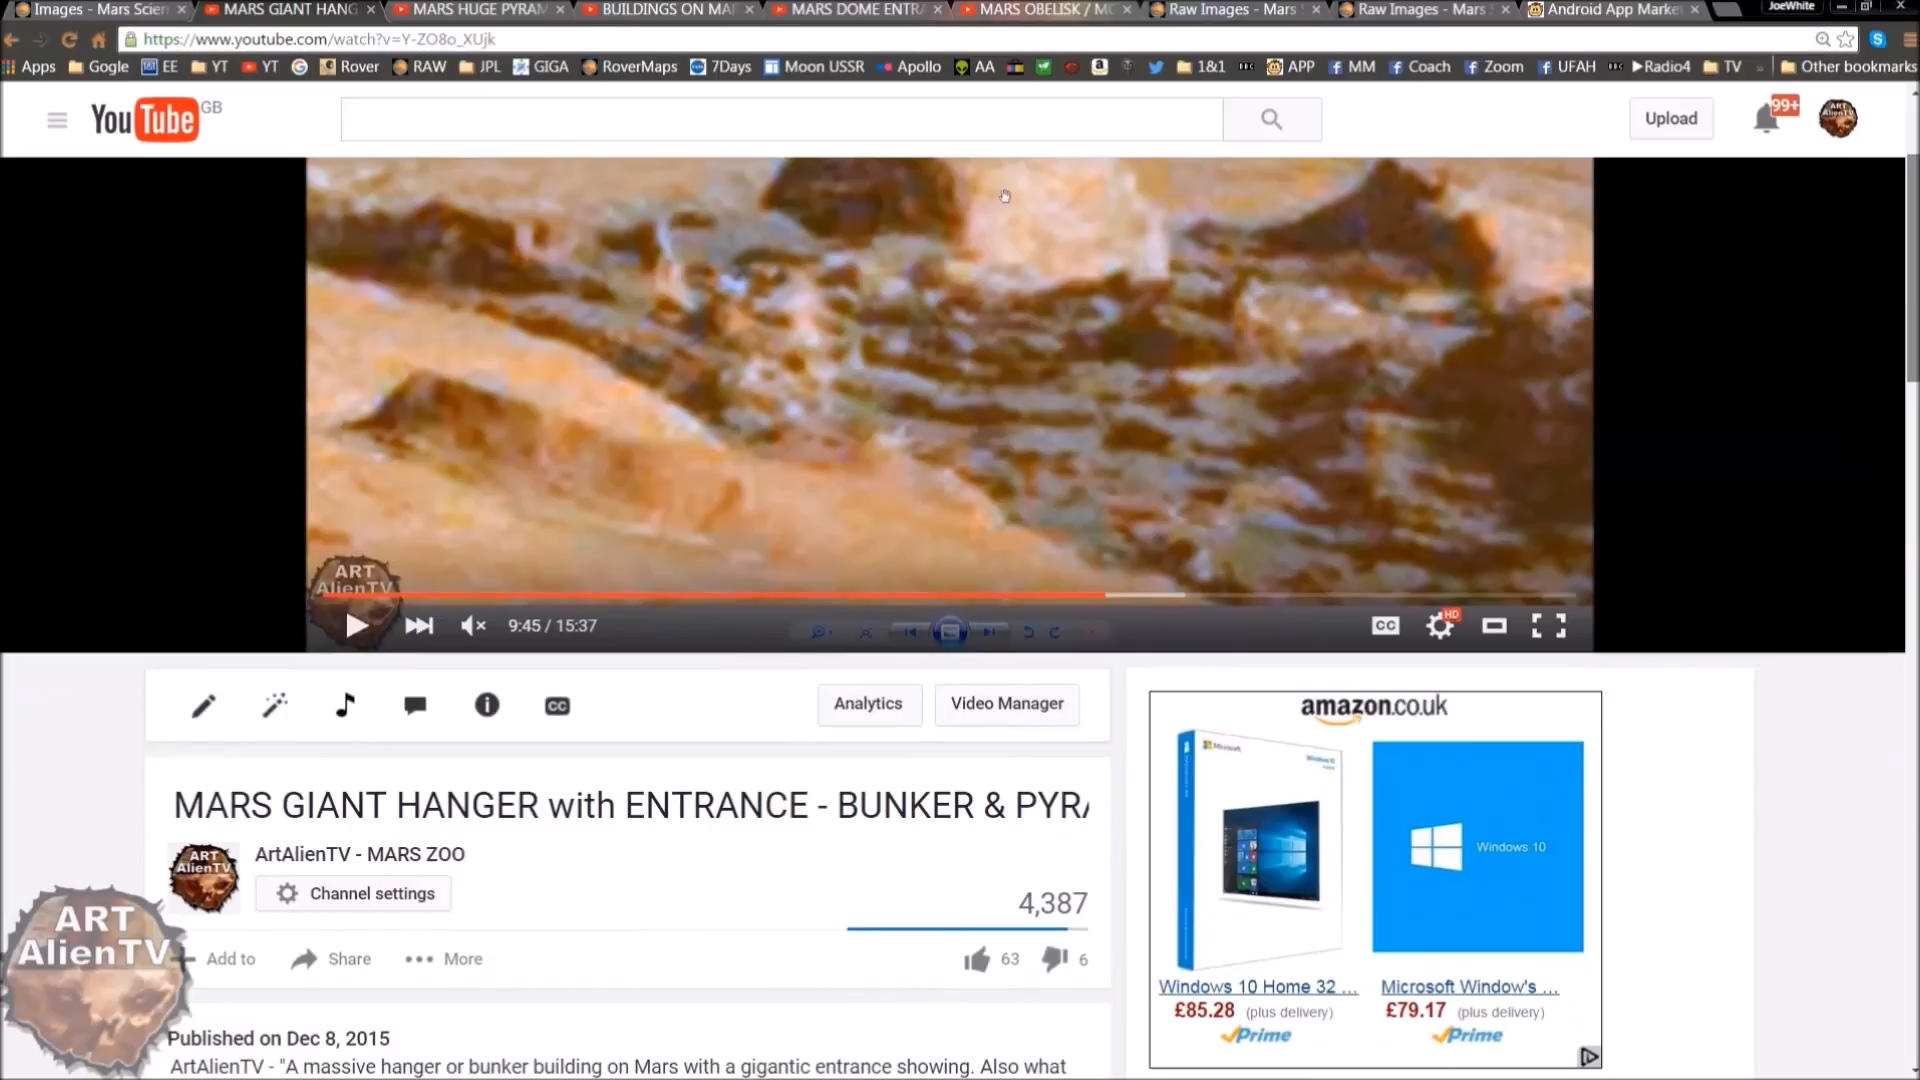 Images - Mars Scien
MARS GIANT HANG
MARS HUGE PYRAM
BUILDINGS ON MA
MARS DOME ENTR
MARS OBELISK / MO
Raw Images - Mars
Raw Images - Mars
Android App Marke
JoeWhite
https://www.youtube.com/watch?v=Y-ZO8o_XUjk
Apps Gogle EE YT YT Rover RAW JPL GIGA RoverMaps 7Days Moon USSR Apollo AA 1&1 APP MM Coach Zoom UFAH Radio4 TV » Other bookmarks
YouTube GB
Upload
99+
ART
AlienTV
9:45 / 15:37
CC
HD
CC
Analytics
Video Manager
MARS GIANT HANGER with ENTRANCE - BUNKER & PYRA
ART
AlienTV
ArtAlienTV - MARS ZOO
Channel settings
4,387
ART
AlienTV
Add to
Share
More
63
6
Published on Dec 8, 2015
ArtAlienTV - "A massive hanger or bunker building on Mars with a gigantic entrance showing. Also what
amazon.co.uk
Microsoft
Windows 10
Windows 10 Home 32 ...
£85.28 (plus delivery)
Prime
Microsoft Window's ...
£79.17 (plus delivery)
Prime